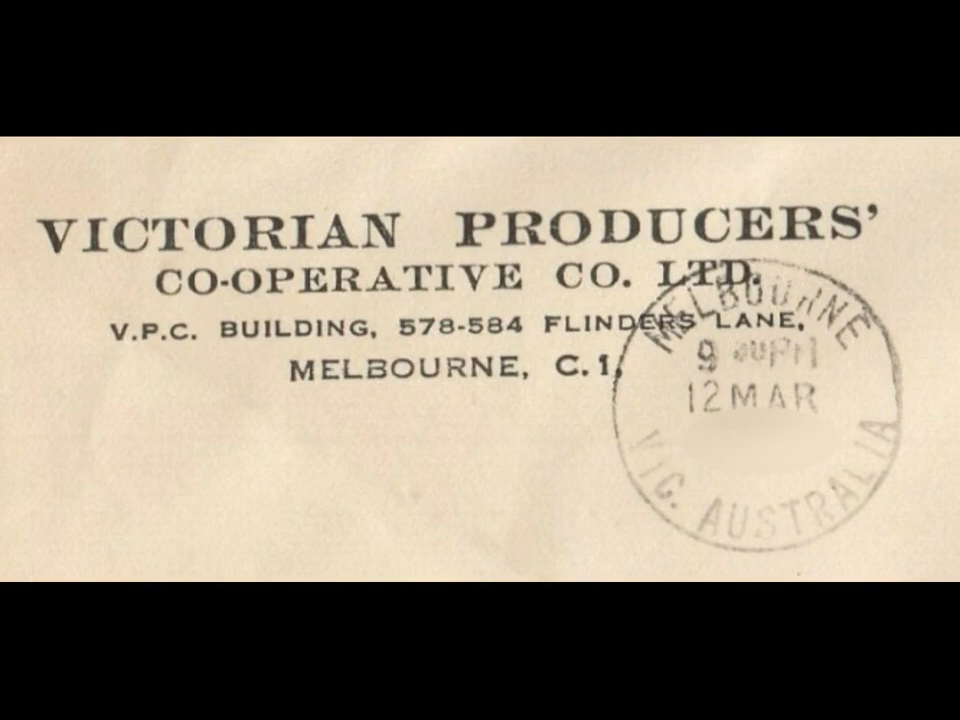 VICTORIAN PRODUCERS’
CO-OPERATIVE CO. LTD.
V.P.C. BUILDING, 578-584 FLINDERS LANE,
MELBOURNE, C.1,
MELBOURNE
9 PM
12 MAR
VIC. AUSTRALIA